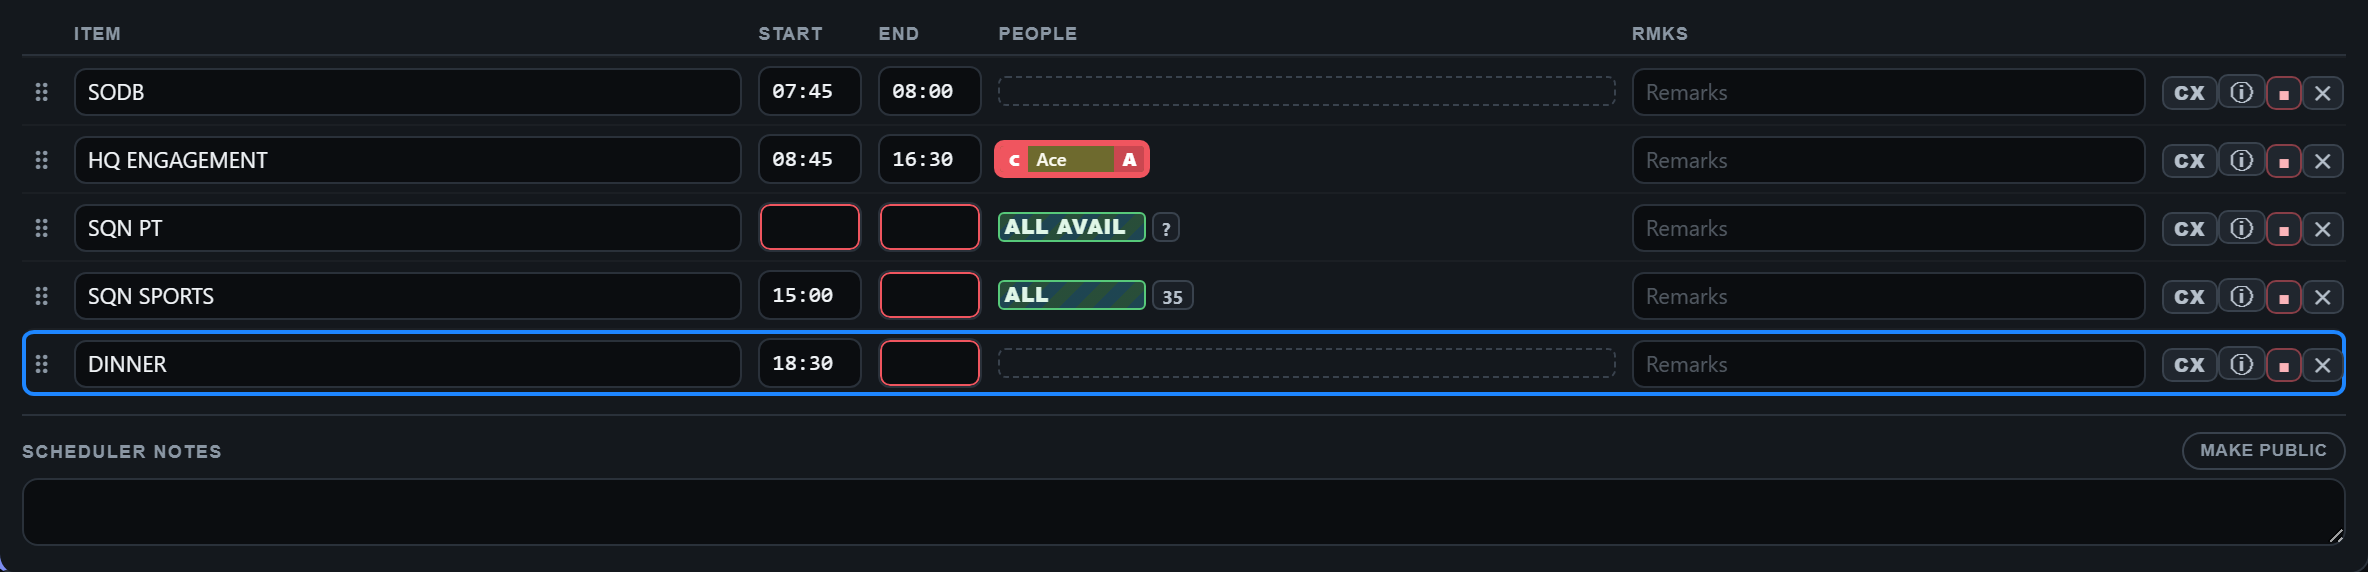 ITEM START END PEOPLE RMKS
SODB 07:45 08:00 Remarks CX
HQ ENGAGEMENT 08:45 16:30 c Ace A Remarks CX
SQN PT ALL AVAIL ? Remarks CX
SQN SPORTS 15:00 ALL 35 Remarks CX
DINNER 18:30 Remarks CX
SCHEDULER NOTES MAKE PUBLIC